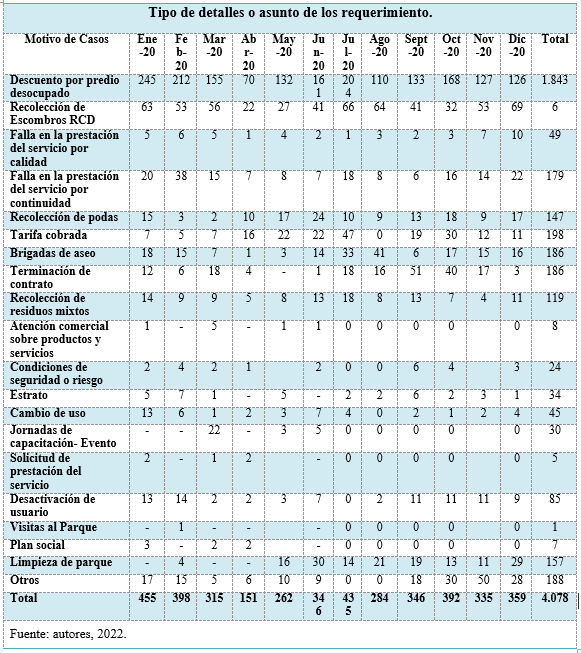 Tipo de detalles o asunto de los requerimiento.
Motivo de Casos Ene Fe Mar Ab May Jun Jul Ago Sept Oct Nov Dic Total
-20 b- -20 r- -20 n-20 l-20 -20 -20 -20 -20 -20
20 20
Descuento por predio 245 212 155 70 132 16 20 110 133 168 127 126 1.843
desocupado 1 4
Recolección de 63 53 56 22 27 41 66 64 41 32 53 69 6
Escombros RCD
Falla en la prestación 5 6 5 1 4 2 1 3 2 3 7 10 49
del servicio por
calidad
Falla en la prestación 20 38 15 7 8 7 18 8 6 16 14 22 179
del servicio por
continuidad
Recolección de podas 15 3 2 10 17 24 10 9 13 18 9 17 147
Tarifa cobrada 7 5 7 16 22 22 47 0 19 30 12 11 198
Brigadas de aseo 18 15 7 1 3 14 33 41 6 17 15 16 186
Terminación de 12 6 18 4 - 1 18 16 51 40 17 3 186
contrato
Recolección de 14 9 9 5 8 13 18 8 13 7 4 11 119
residuos mixtos
Atención comercial 1 - 5 - 1 1 0 0 0 0 0 0 8
sobre productos y
servicios
Condiciones de 2 4 2 1 2 0 0 6 4 3 24
seguridad o riesgo
Estrato 5 7 1 - 5 - 2 2 6 2 3 1 34
Cambio de uso 13 6 1 2 3 7 4 0 2 1 2 4 45
Jornadas de - - 22 - 3 5 0 0 0 0 0 0 30
capacitación- Evento
Solicitud de 2 - 1 2 - 0 0 0 0 0 0 5
prestación del
servicio
Desactivación de 13 14 2 2 3 7 0 2 11 11 11 9 85
usuario
Visitas al Parque - 1 - - - 0 0 0 0 0 0 1
Plan social 3 - 2 2 - 0 0 0 0 0 0 7
Limpieza de parque - 4 - - 16 30 14 21 19 13 11 29 157
Otros 17 15 5 6 10 9 0 0 18 30 50 28 188
Total 455 398 315 151 262 34 43 284 346 392 335 359 4.078
6 5
Fuente: autores, 2022.